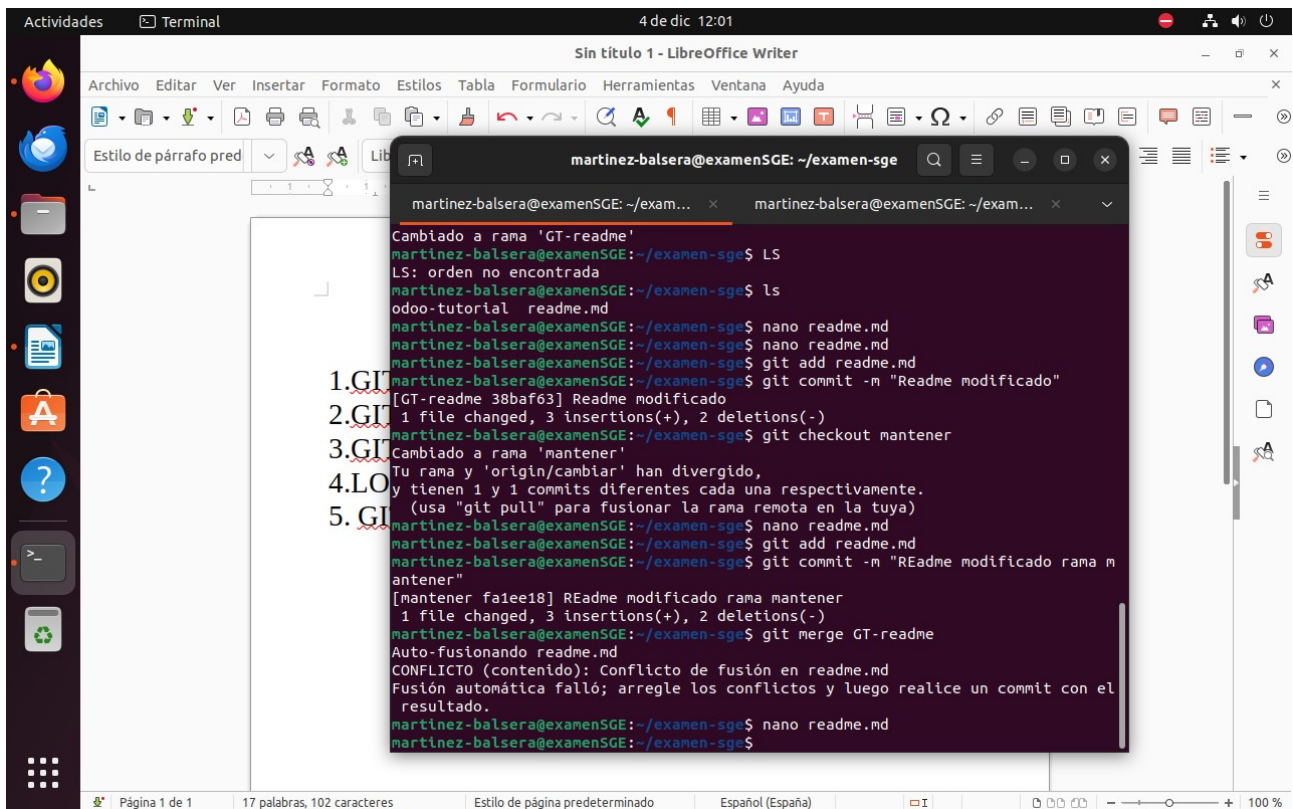 Actividades
Terminal
4 de dic 12:01
Sin título 1 - LibreOffice Writer
Archivo Editar Ver Insertar Formato Estilos Tabla Formulario Herramientas Ventana Ayuda
Estilo de párrafo pred
Lib
martinez-balsera@examenSGE: ~/examen-sge
martinez-balsera@examenSGE: ~/exam...
martinez-balsera@examenSGE: ~/exam...
1.GIT
2.GIT
3.GIT
4.LO
5. GI
Cambiado a rama 'GT-readme'
martinez-balsera@examenSGE:~/examen-sge$ LS
LS: orden no encontrada
martinez-balsera@examenSGE:~/examen-sge$ ls
odoo-tutorial readme.md
martinez-balsera@examenSGE:~/examen-sge$ nano readme.md
martinez-balsera@examenSGE:~/examen-sge$ nano readme.md
martinez-balsera@examenSGE:~/examen-sge$ git add readme.md
martinez-balsera@examenSGE:~/examen-sge$ git commit -m "Readme modificado"
[GT-readme 38baf63] Readme modificado
1 file changed, 3 insertions(+), 2 deletions(-)
martinez-balsera@examenSGE:~/examen-sge$ git checkout mantener
Cambiado a rama 'mantener'
Tu rama y 'origin/cambiar' han divergido,
y tienen 1 y 1 commits diferentes cada una respectivamente.
(usa "git pull" para fusionar la rama remota en la tuya)
martinez-balsera@examenSGE:~/examen-sge$ nano readme.md
martinez-balsera@examenSGE:~/examen-sge$ git add readme.md
martinez-balsera@examenSGE:~/examen-sge$ git commit -m "REadme modificado rama m
antener"
[mantener fa1ee18] REadme modificado rama mantener
1 file changed, 3 insertions(+), 2 deletions(-)
martinez-balsera@examenSGE:~/examen-sge$ git merge GT-readme
Auto-fusionando readme.md
CONFLICTO (contenido): Conflicto de fusión en readme.md
Fusión automática falló; arregle los conflictos y luego realice un commit con el
resultado.
martinez-balsera@examenSGE:~/examen-sge$ nano readme.md
martinez-balsera@examenSGE:~/examen-sge$
Página 1 de 1
17 palabras, 102 caracteres
Estilo de página predeterminado
Español (España)
100 %